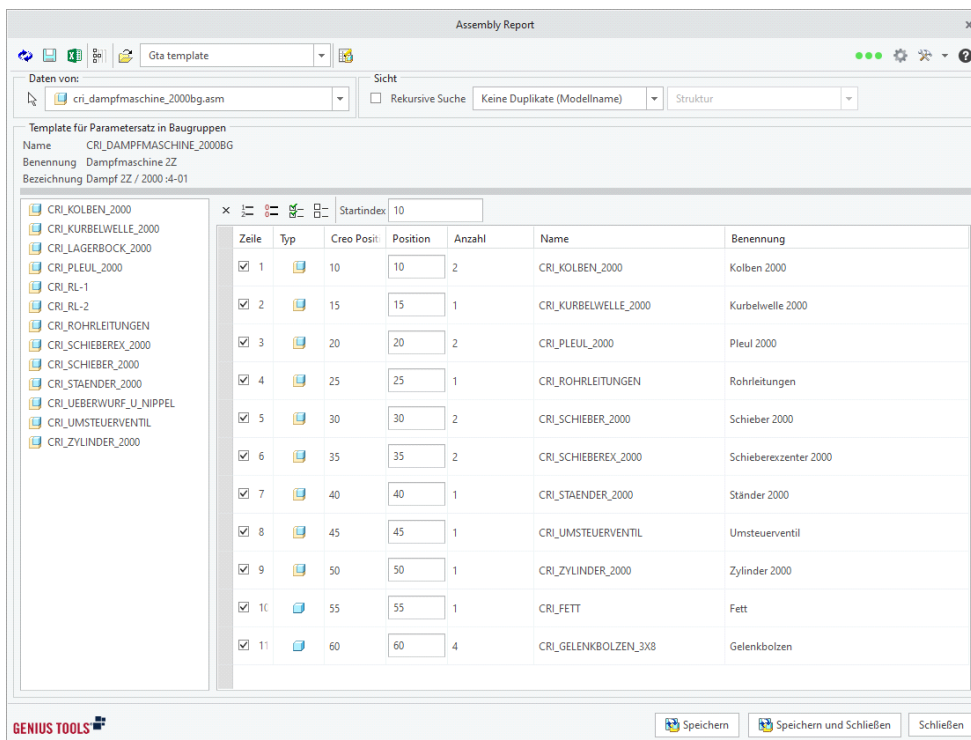 Assembly Report
Gta template
Daten von:
Sicht
cri_dampfmaschine_2000bg.asm
Rekursive Suche
Keine Duplikate (Modellname)
Struktur
Template für Parametersatz in Baugruppen
Name CRI_DAMPFMASCHINE_2000BG
Benennung Dampfmaschine 2Z
Bezeichnung Dampf 2Z / 2000 :4-01
CRI_KOLBEN_2000
CRI_KURBELWELLE_2000
CRI_LAGERBOCK_2000
CRI_PLEUL_2000
CRI_RL-1
CRI_RL-2
CRI_ROHRLEITUNGEN
CRI_SCHIEBEREX_2000
CRI_SCHIEBER_2000
CRI_STAENDER_2000
CRI_UEBERWURF_U_NIPPEL
CRI_UMSTEUERVENTIL
CRI_ZYLINDER_2000
Startindex 10
Zeile Typ Creo Positi Position Anzahl Name Benennung
1 10 10 2 CRI_KOLBEN_2000 Kolben 2000
2 15 15 1 CRI_KURBELWELLE_2000 Kurbelwelle 2000
3 20 20 2 CRI_PLEUL_2000 Pleul 2000
4 25 25 1 CRI_ROHRLEITUNGEN Rohrleitungen
5 30 30 2 CRI_SCHIEBER_2000 Schieber 2000
6 35 35 2 CRI_SCHIEBEREX_2000 Schieberexzenter 2000
7 40 40 1 CRI_STAENDER_2000 Ständer 2000
8 45 45 1 CRI_UMSTEUERVENTIL Umsteuerventil
9 50 50 1 CRI_ZYLINDER_2000 Zylinder 2000
10 55 55 1 CRI_FETT Fett
11 60 60 4 CRI_GELENKBOLZEN_3X8 Gelenkbolzen
GENIUS TOOLS
Speichern
Speichern und Schließen
Schließen